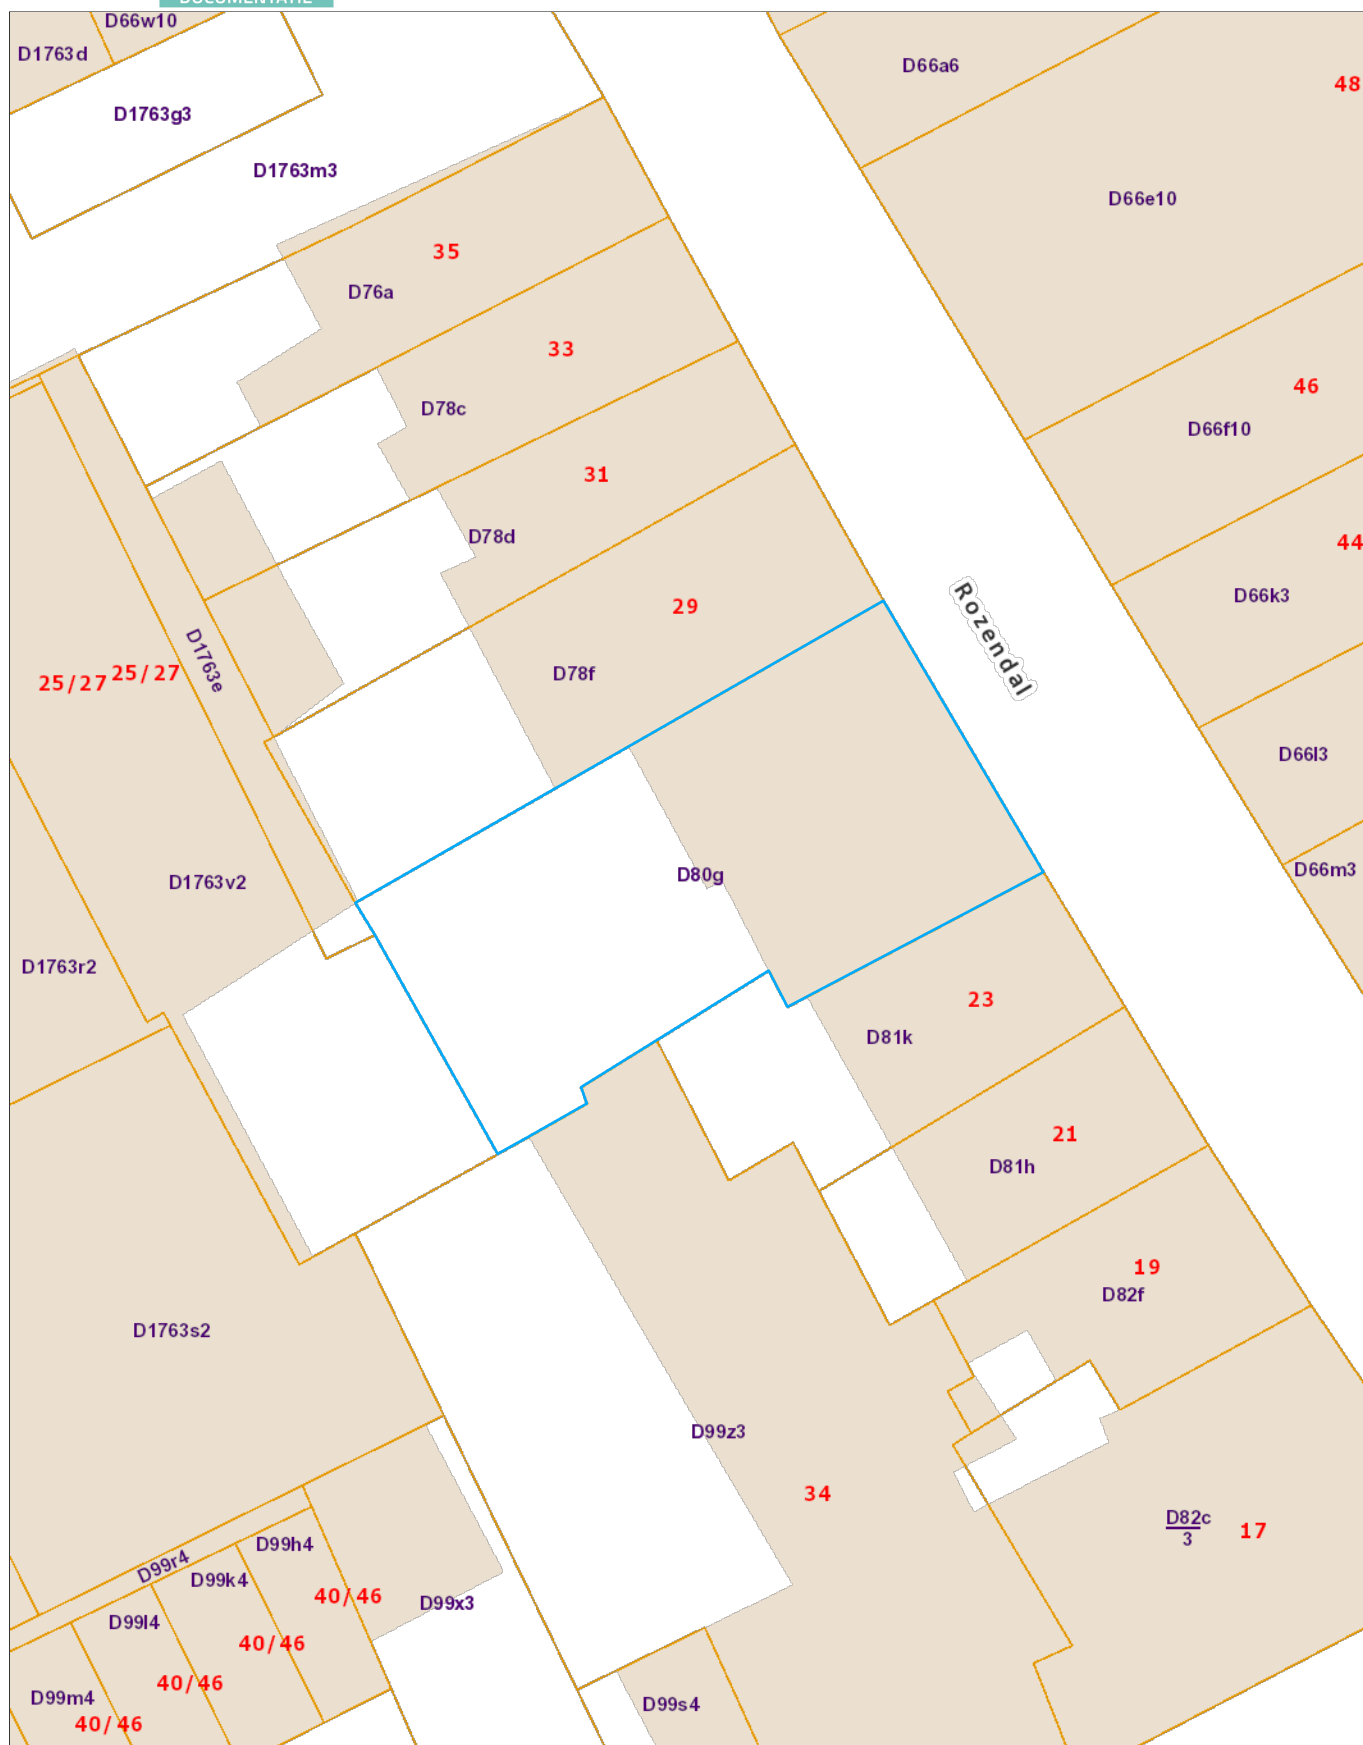 DOCUMENTATIE
D66w10
D1763d
D66a6
48
D1763g3
D1763m3
D66e10
35
D76a
33
46
D78c
D66f10
31
D78d
44
D66k3
29
Rozendal
D1763e
25/27
25/27
D78f
D66l3
D80g
D66m3
D1763v2
D1763r2
23
D81k
21
D81h
19
D82f
D1763s2
D99z3
34
D82c
3
17
D99h4
D99r4
D99k4
40/46
D99x3
D99l4
40/46
40/46
D99m4
D99s4
40/46